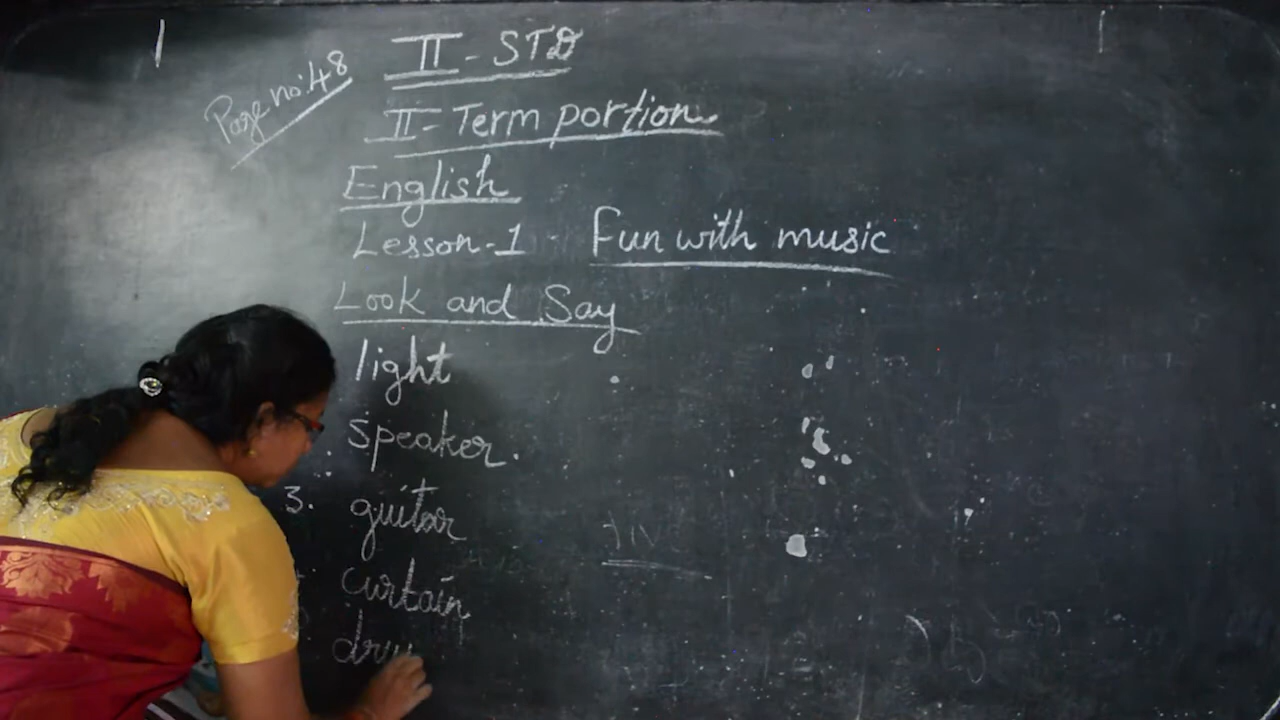 Page no:48
II - STD
II - Term portion
English
Lesson-1 - Fun with music
Look and Say
light
speaker.
3. guitar
curtain
dru